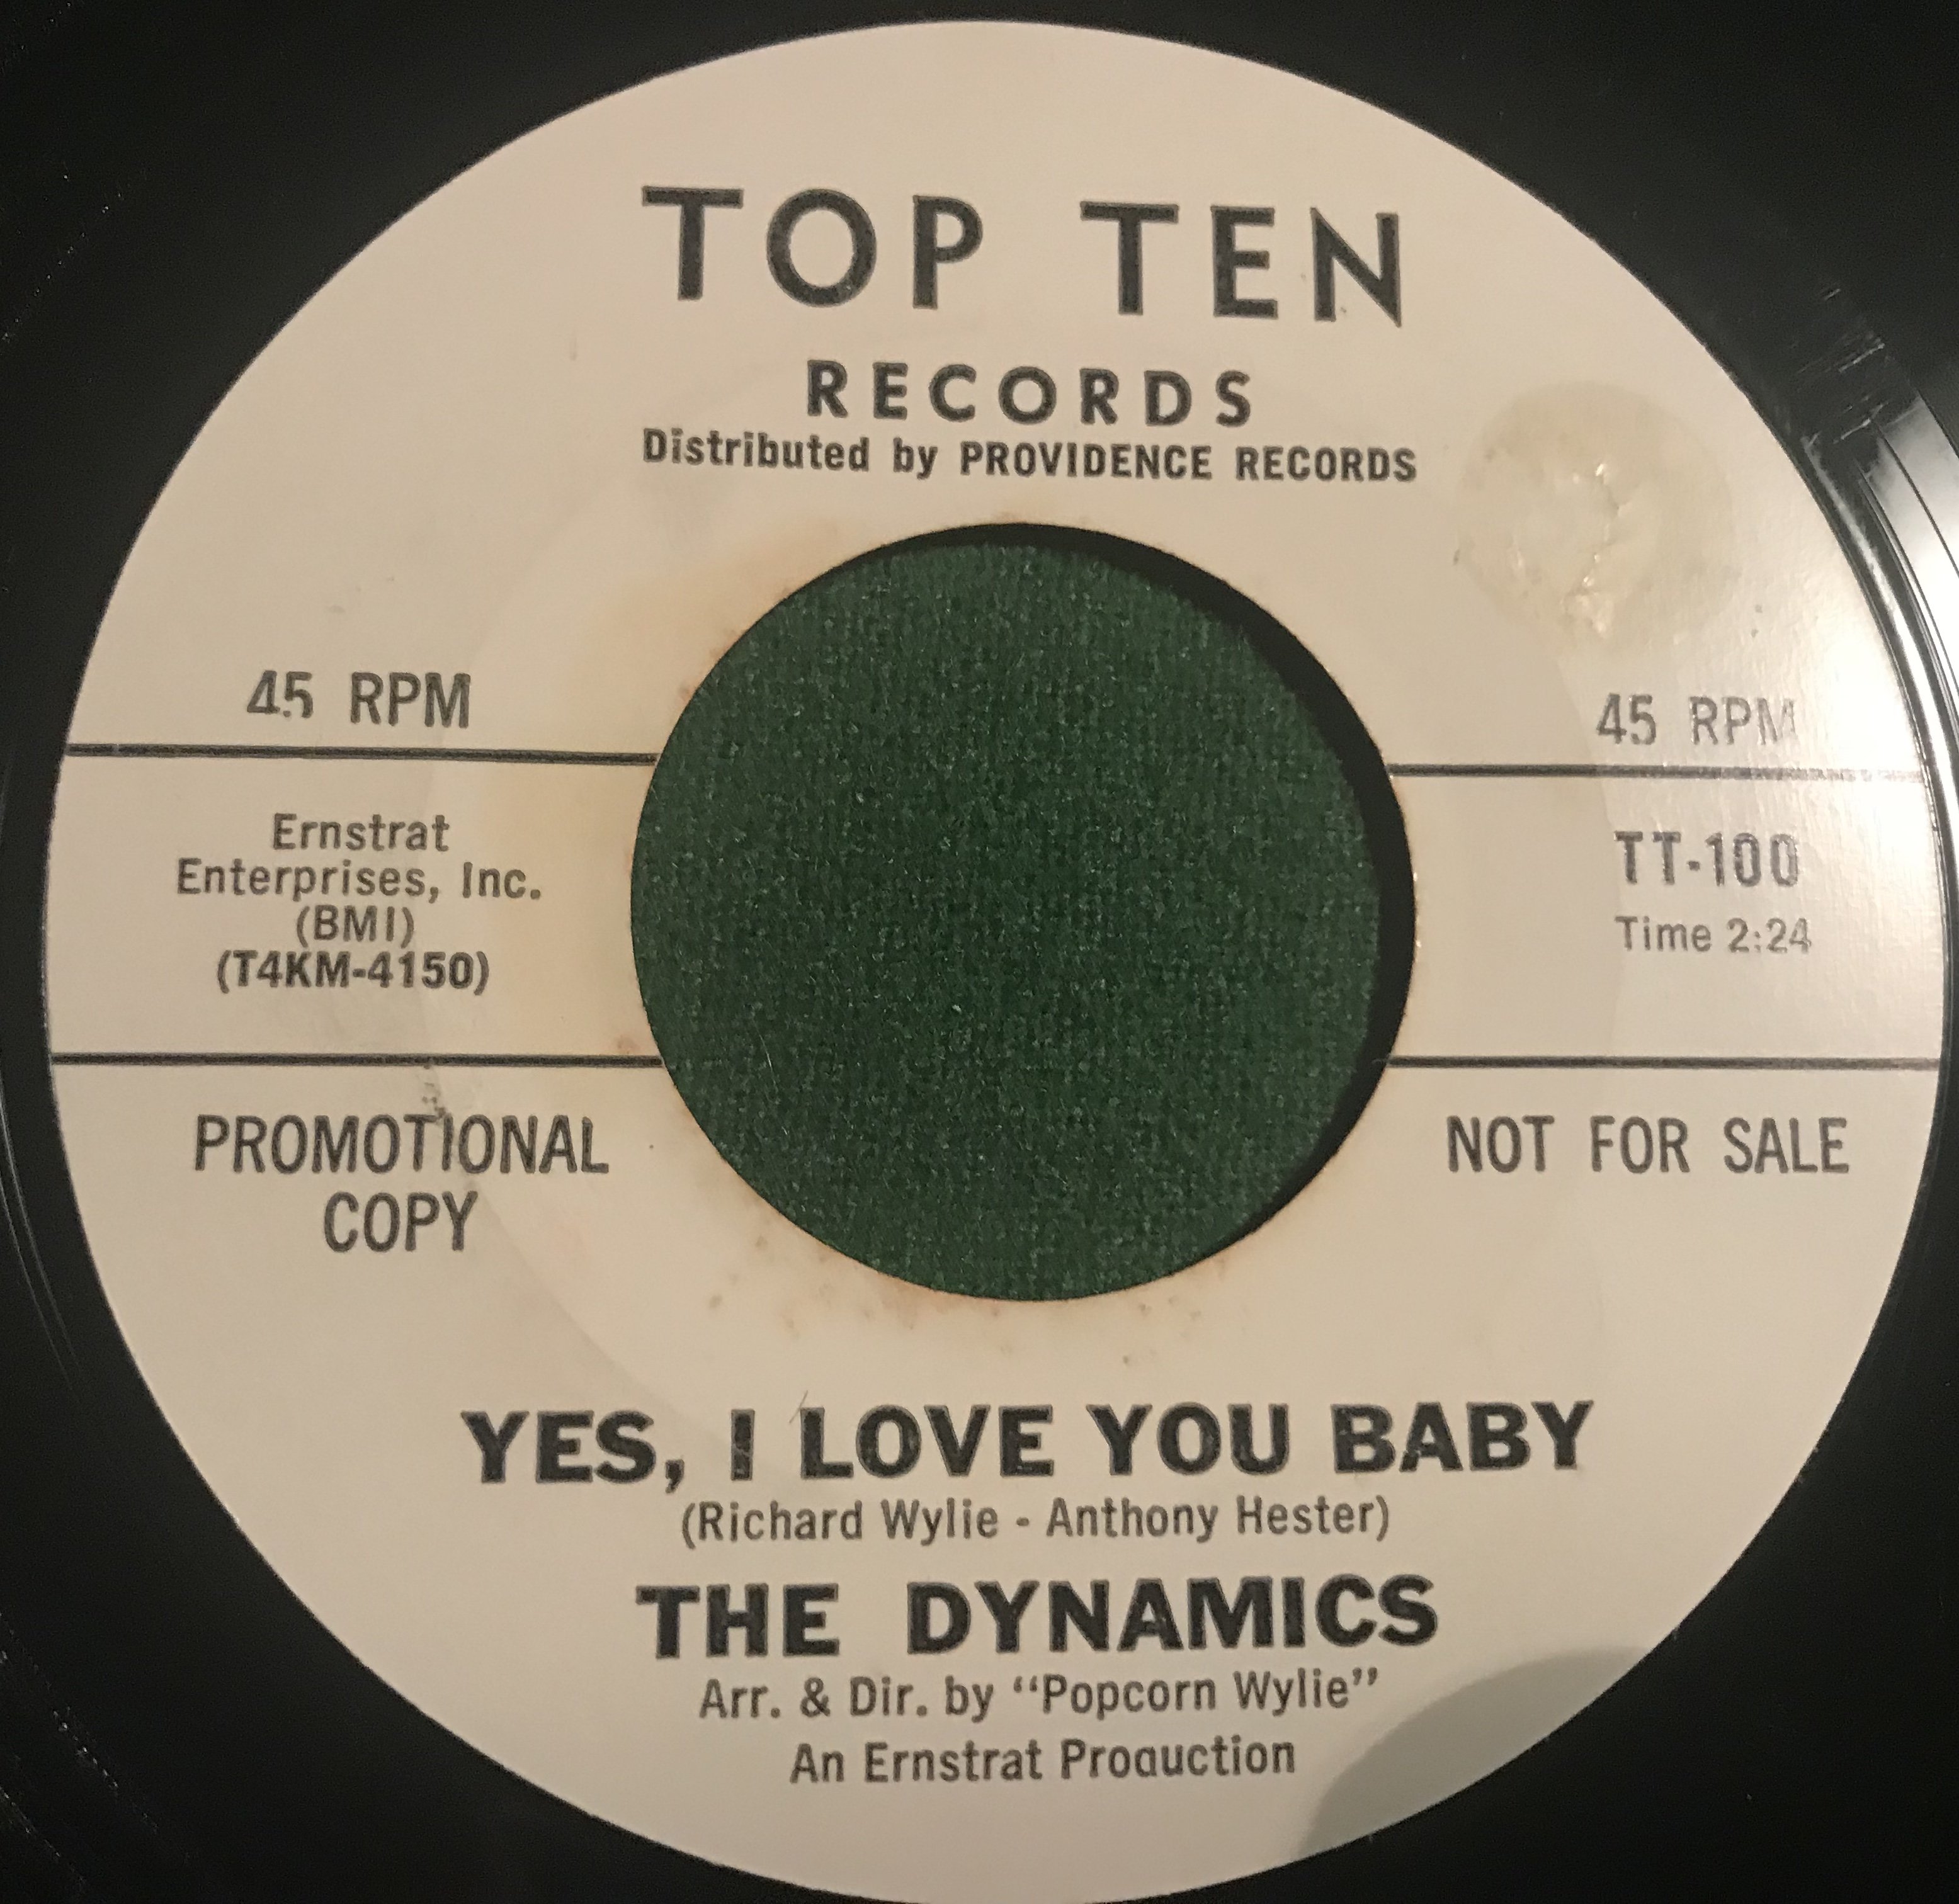 TOP TEN
RECORDS
Distributed by PROVIDENCE RECORDS
45 RPM
45 RPM
Ernstrat
Enterprises, Inc.
(BMI)
(T4KM-4150)
TT-100
Time 2:24
PROMOTIONAL
COPY
NOT FOR SALE
YES, I LOVE YOU BABY
(Richard Wylie - Anthony Hester)
THE DYNAMICS
Arr. & Dir. by “Popcorn Wylie”
An Ernstrat Production